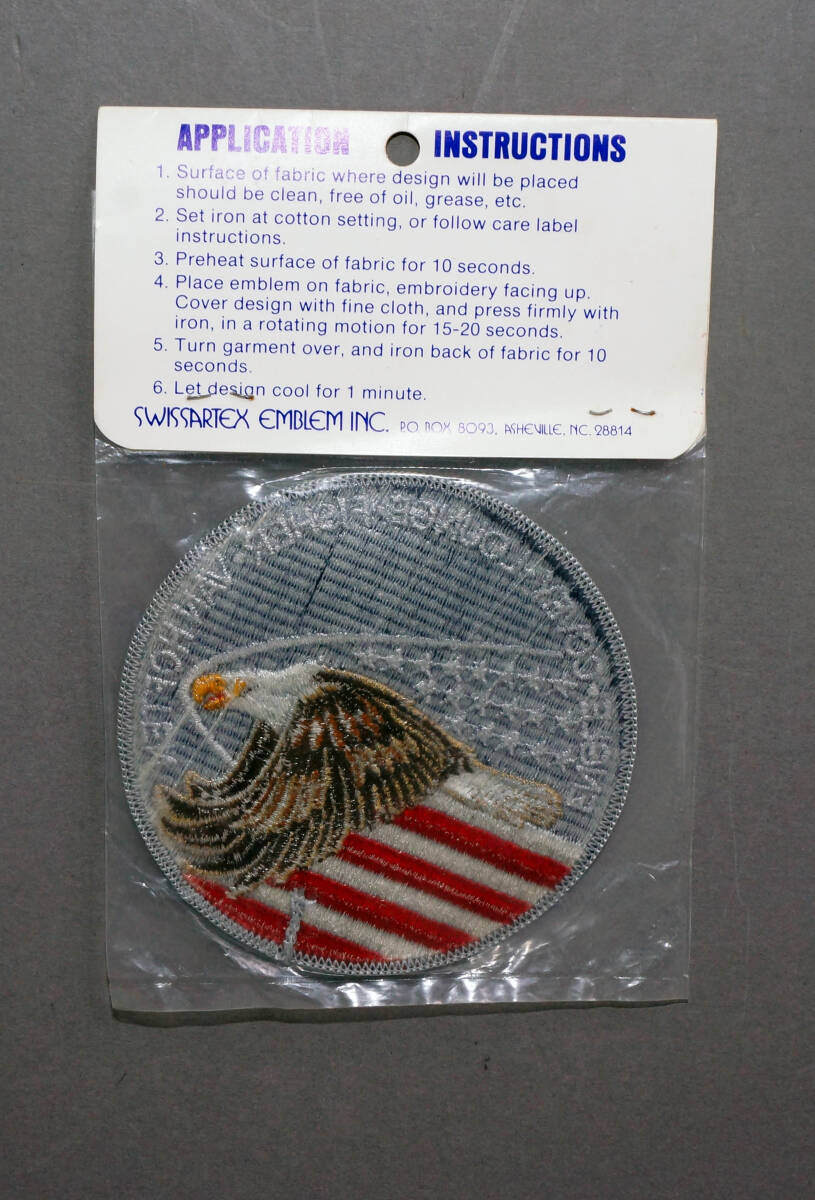 APPLICATION INSTRUCTIONS
1. Surface of fabric where design will be placed
should be clean, free of oil, grease, etc.
2. Set iron at cotton setting, or follow care label
instructions.
3. Preheat surface of fabric for 10 seconds.
4. Place emblem on fabric, embroidery facing up.
Cover design with fine cloth, and press firmly with
iron, in a rotating motion for 15-20 seconds.
5. Turn garment over, and iron back of fabric for 10
seconds.
6. Let design cool for 1 minute.
SWISSARTEX EMBLEM INC. P.O. BOX 8093, ASHEVILLE, NC. 28814